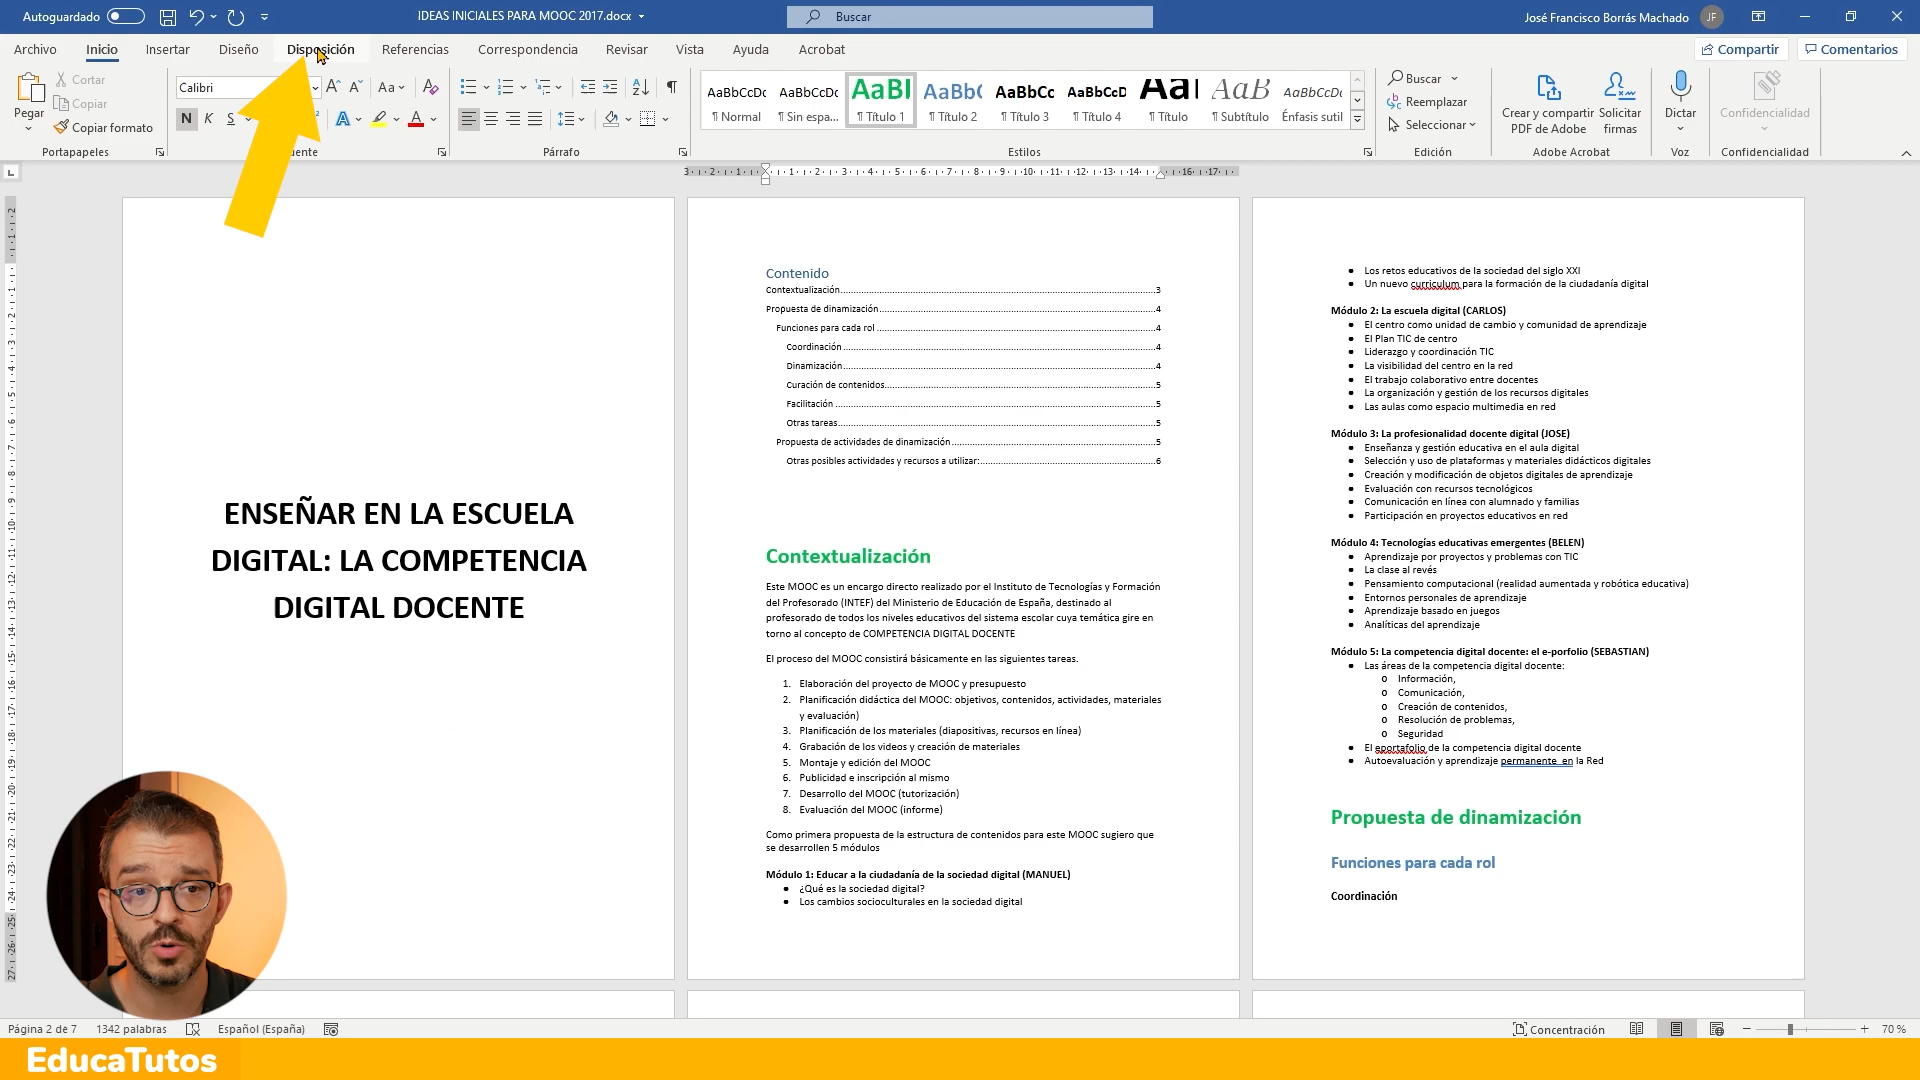 Autoguardado
IDEAS INICIALES PARA MOOC 2017.docx
Buscar
José Francisco Borrás Machado
JF
Archivo
Inicio
Insertar
Diseño
Disposición
Referencias
Correspondencia
Revisar
Vista
Ayuda
Acrobat
Compartir
Comentarios
Pegar
Cortar
Copiar
Copiar formato
Portapapeles
Calibri
N K S
Párrafo
AaBbCcDc
¶ Normal
AaBbCcDc
¶ Sin espa...
AaBl
¶ Título 1
AaBb(
¶ Título 2
AaBbCc
¶ Título 3
AaBbCcD
¶ Título 4
AaI
¶ Título
AaB
¶ Subtítulo
AaBbCcD
Énfasis sutil
Estilos
Buscar
Reemplazar
Seleccionar
Edición
Crear y compartir
PDF de Adobe
Solicitar
firmas
Adobe Acrobat
Dictar
Voz
Confidencialidad
Confidencialidad
ENSEÑAR EN LA ESCUELA
DIGITAL: LA COMPETENCIA
DIGITAL DOCENTE
Contenido
Contextualización 3
Propuesta de dinamización 4
Funciones para cada rol 4
Coordinación 4
Dinamización 4
Curación de contenidos 5
Facilitación 5
Otras tareas 5
Propuesta de actividades de dinamización 5
Otras posibles actividades y recursos a utilizar: 6
Contextualización
Este MOOC es un encargo directo realizado por el Instituto de Tecnologías y Formación
del Profesorado (INTEF) del Ministerio de Educación de España, destinado al
profesorado de todos los niveles educativos del sistema escolar cuya temática gire en
torno al concepto de COMPETENCIA DIGITAL DOCENTE
El proceso del MOOC consistirá básicamente en las siguientes tareas.
1. Elaboración del proyecto de MOOC y presupuesto
2. Planificación didáctica del MOOC: objetivos, contenidos, actividades, materiales
y evaluación)
3. Planificación de los materiales (diapositivas, recursos en línea)
4. Grabación de los videos y creación de materiales
5. Montaje y edición del MOOC
6. Publicidad e inscripción al mismo
7. Desarrollo del MOOC (tutorización)
8. Evaluación del MOOC (informe)
Como primera propuesta de la estructura de contenidos para este MOOC sugiero que
se desarrollen 5 módulos
Módulo 1: Educar a la ciudadanía de la sociedad digital (MANUEL)
• ¿Qué es la sociedad digital?
• Los cambios socioculturales en la sociedad digital
• Los retos educativos de la sociedad del siglo XXI
• Un nuevo curriculum para la formación de la ciudadanía digital
Módulo 2: La escuela digital (CARLOS)
• El centro como unidad de cambio y comunidad de aprendizaje
• El Plan TIC de centro
• Liderazgo y coordinación TIC
• La visibilidad del centro en la red
• El trabajo colaborativo entre docentes
• La organización y gestión de los recursos digitales
• Las aulas como espacio multimedia en red
Módulo 3: La profesionalidad docente digital (JOSE)
• Enseñanza y gestión educativa en el aula digital
• Selección y uso de plataformas y materiales didácticos digitales
• Creación y modificación de objetos digitales de aprendizaje
• Evaluación con recursos tecnológicos
• Comunicación en línea con alumnado y familias
• Participación en proyectos educativos en red
Módulo 4: Tecnologías educativas emergentes (BELEN)
• Aprendizaje por proyectos y problemas con TIC
• La clase al revés
• Pensamiento computacional (realidad aumentada y robótica educativa)
• Entornos personales de aprendizaje
• Aprendizaje basado en juegos
• Analíticas del aprendizaje
Módulo 5: La competencia digital docente: el e-porfolio (SEBASTIAN)
• Las áreas de la competencia digital docente:
o Información,
o Comunicación,
o Creación de contenidos,
o Resolución de problemas,
o Seguridad
• El eportafolio de la competencia digital docente
• Autoevaluación y aprendizaje permanente en la Red
Propuesta de dinamización
Funciones para cada rol
Coordinación
Página 2 de 7
1342 palabras
Español (España)
Concentración
70 %
EducaTutos